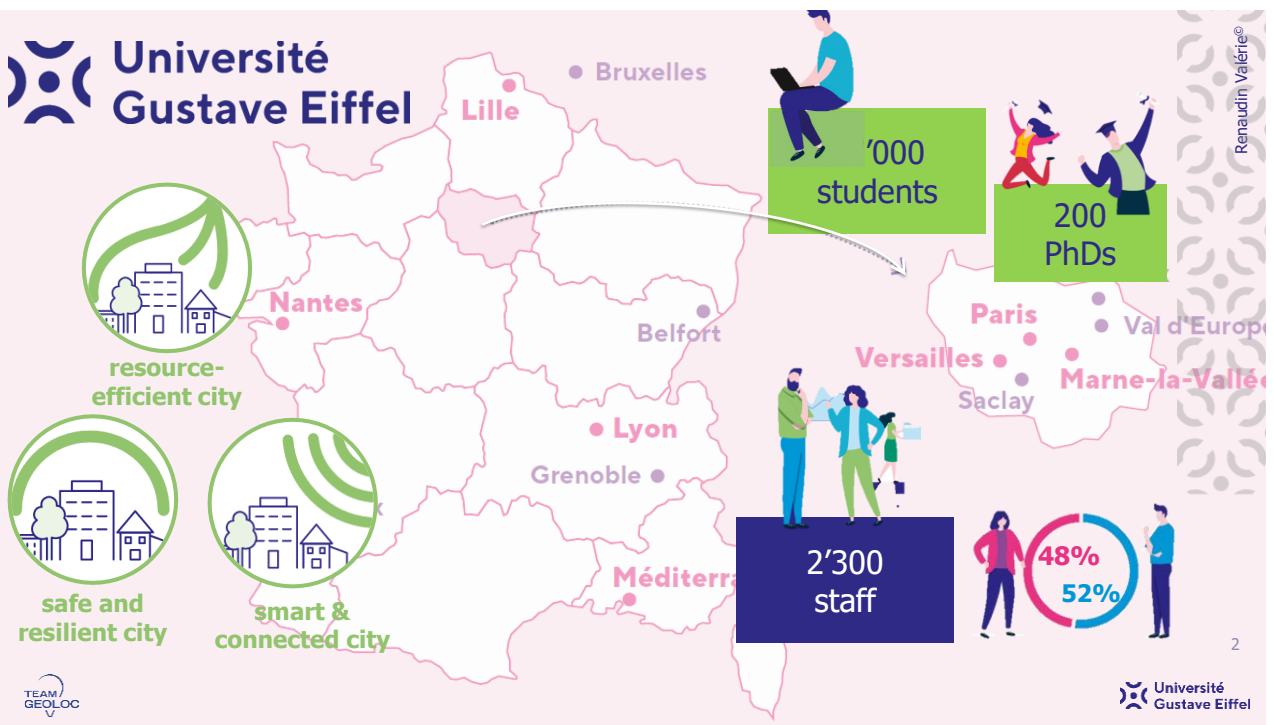 Université
Gustave Eiffel
Bruxelles
Lille
Renaudin Valérie©
’000
students
200
PhDs
Nantes
Belfort
Paris
Val d'Europ
Versailles
Marne-la-Vallé
Saclay
resource-
efficient city
Lyon
Grenoble
x
Méditerra
safe and
resilient city
smart &
connected city
2’300
staff
48%
52%
2
TEAM
GEOLOC
Université
Gustave Eiffel